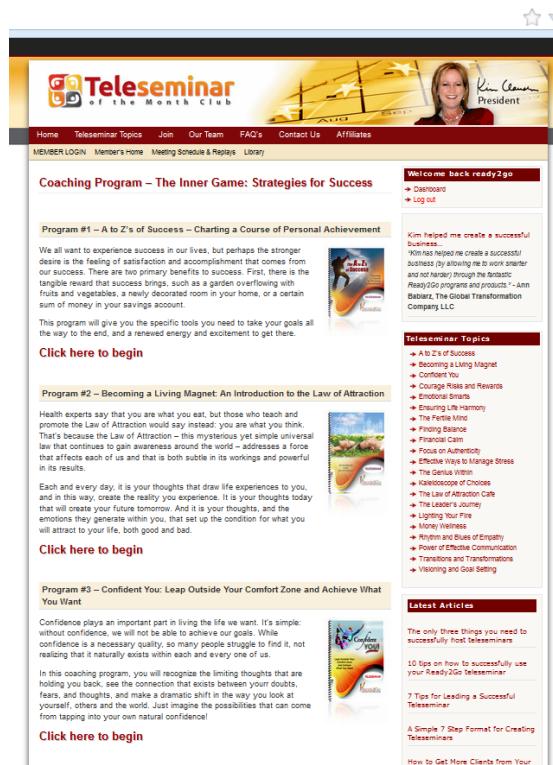 Teleseminar
of the Month Club
Aug
Sep
Kim Clausen
President
Home Teleseminar Topics Join Our Team FAQ's Contact Us Affiliates
MEMBER LOGIN Member's Home Meeting Schedule & Replays Library
Coaching Program – The Inner Game: Strategies for Success
Program #1 – A to Z's of Success – Charting a Course of Personal Achievement
We all want to experience success in our lives, but perhaps the stronger
desire is the feeling of satisfaction and accomplishment that comes from
our success. There are two primary benefits to success. First, there is the
tangible reward that success brings, such as a garden overflowing with
fruits and vegetables, a newly decorated room in your home, or a certain
sum of money in your savings account.
This program will give you the specific tools you need to take your goals all
the way to the end, and a renewed energy and excitement to get there.
The A to Z's
of Success
Click here to begin
Program #2 – Becoming a Living Magnet: An Introduction to the Law of Attraction
Health experts say that you are what you eat, but those who teach and
promote the Law of Attraction would say instead: you are what you think.
That's because the Law of Attraction – this mysterious yet simple universal
law that continues to gain awareness around the world – addresses a force
that affects each of us and that is both subtle in its workings and powerful
in its results.
Each and every day, it is your thoughts that draw life experiences to you,
and in this way, create the reality you experience. It is your thoughts today
that will create your future tomorrow. And it is your thoughts, and the
emotions they generate within you, that set up the condition for what you
will attract to your life, both good and bad.
Click here to begin
Program #3 – Confident You: Leap Outside Your Comfort Zone and Achieve What
You Want
Confidence plays an important part in living the life we want. It's simple:
without confidence, we will not be able to achieve our goals. While
confidence is a necessary quality, so many people struggle to find it, not
realizing that it naturally exists within each and every one of us.
In this coaching program, you will recognize the limiting thoughts that are
holding you back, see the connection that exists between your doubts,
fears, and thoughts, and make a dramatic shift in the way you look at
yourself, others and the world. Just imagine the possibilities that can come
from tapping into your own natural confidence!
Confident
YOU!
Click here to begin
Welcome back ready2go
Dashboard
Log out
Kim helped me create a successful
business...
"Kim has helped me create a successful
business (by allowing me to work smarter
and not harder) through the fantastic
Ready2Go programs and products." - Ann
Babiarz, The Global Transformation
Company, LLC
Teleseminar Topics
A to Z's of Success
Becoming a Living Magnet
Confident You
Courage Risks and Rewards
Emotional Smarts
Ensuring Life Harmony
The Fertile Mind
Finding Balance
Financial Calm
Focus on Authenticity
Effective Ways to Manage Stress
The Genius Within
Kaleidoscope of Choices
The Law of Attraction Cafe
The Leader's Journey
Lighting Your Fire
Money Wellness
Rhythm and Blues of Empathy
Power of Effective Communication
Transitions and Transformations
Visioning and Goal Setting
Latest Articles
The only three things you need to
successfully host teleseminars
10 tips on how to successfully use
your Ready2Go teleseminar
7 Tips for Leading a Successful
Teleseminar
A Simple 7 Step Format for Creating
Teleseminars
How to Get More Clients from Your